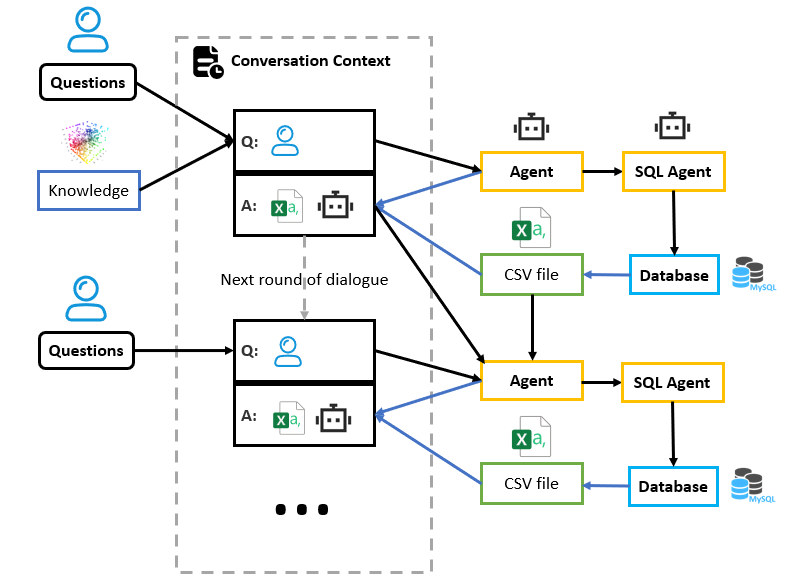 Conversation Context
Questions
Q:
Knowledge
Agent
SQL Agent
A:
X a,
X a,
CSV file
Database
MySQL
Next round of dialogue
Questions
Q:
Agent
SQL Agent
A:
X a,
X a,
CSV file
Database
MySQL